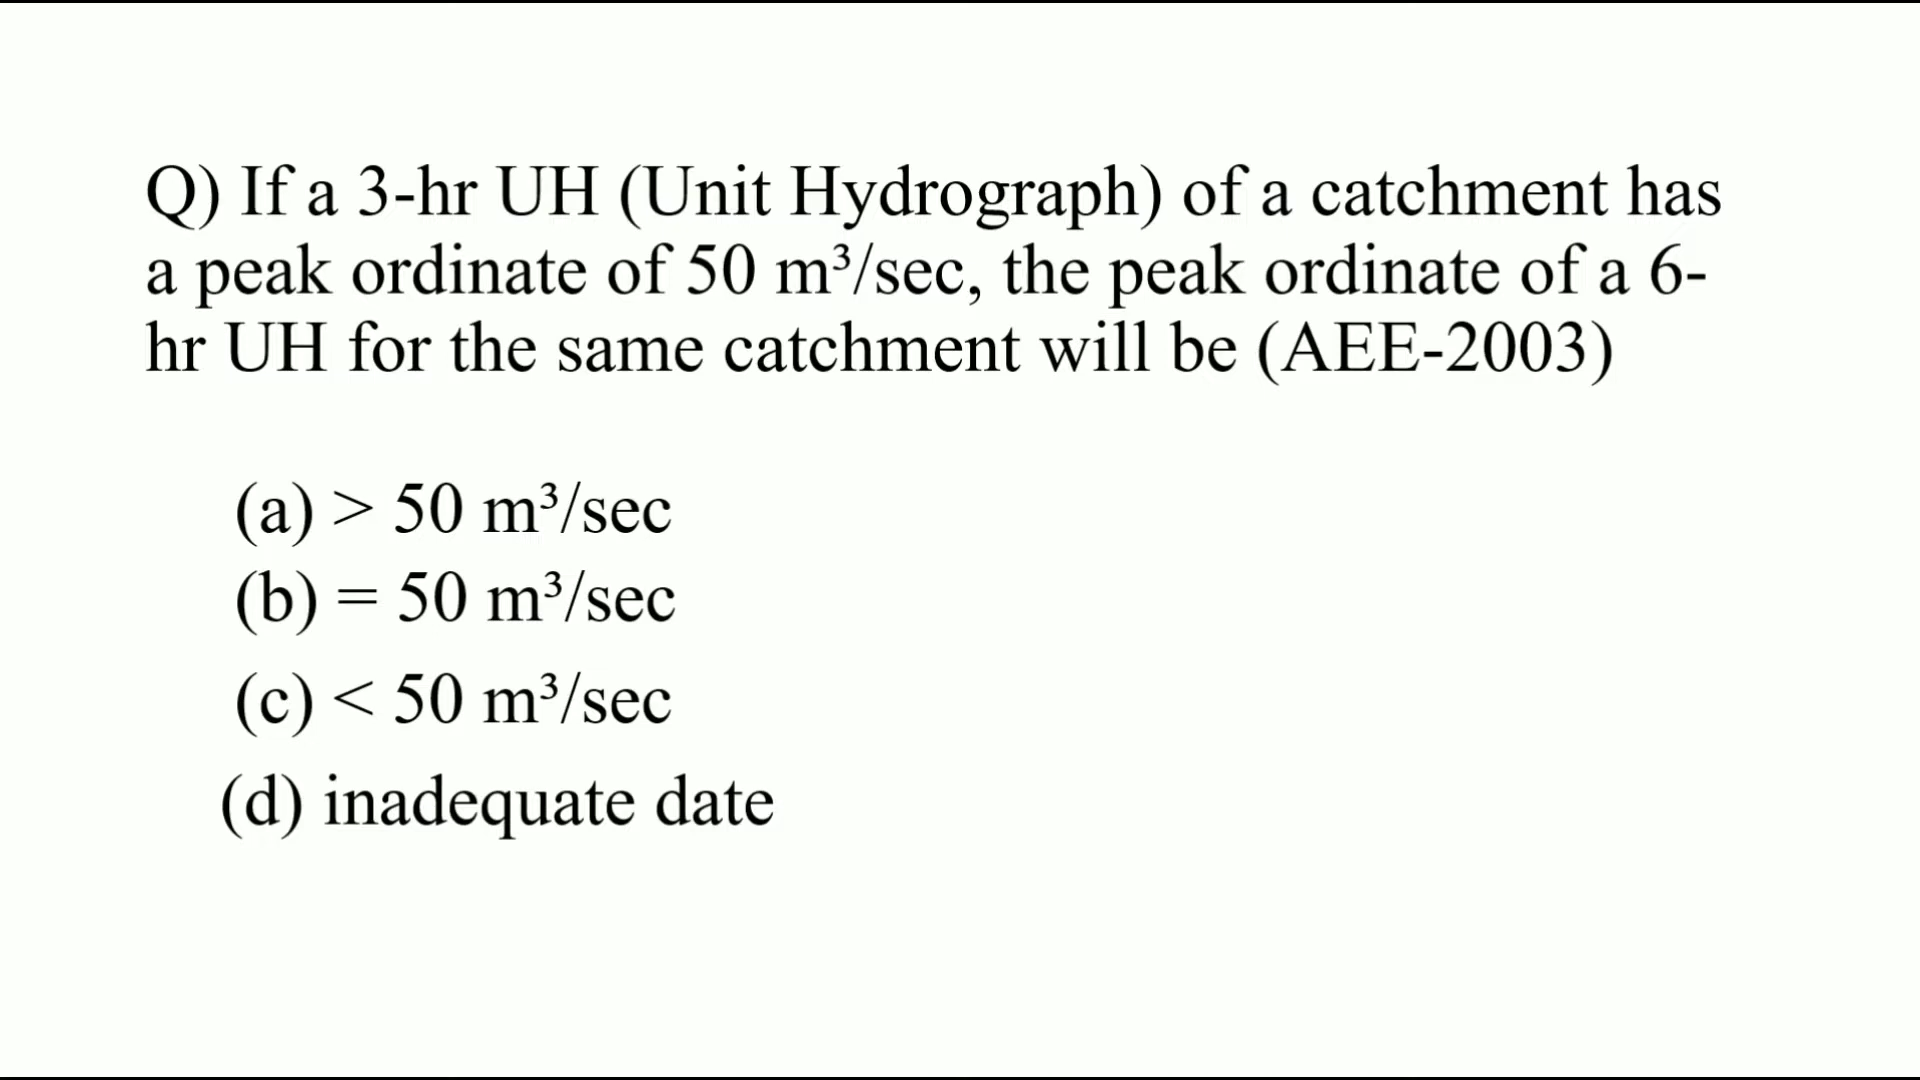 Q) If a 3-hr UH (Unit Hydrograph) of a catchment has
a peak ordinate of 50 m³/sec, the peak ordinate of a 6-
hr UH for the same catchment will be (AEE-2003)
(a) > 50 m³/sec
(b) = 50 m³/sec
(c) < 50 m³/sec
(d) inadequate date